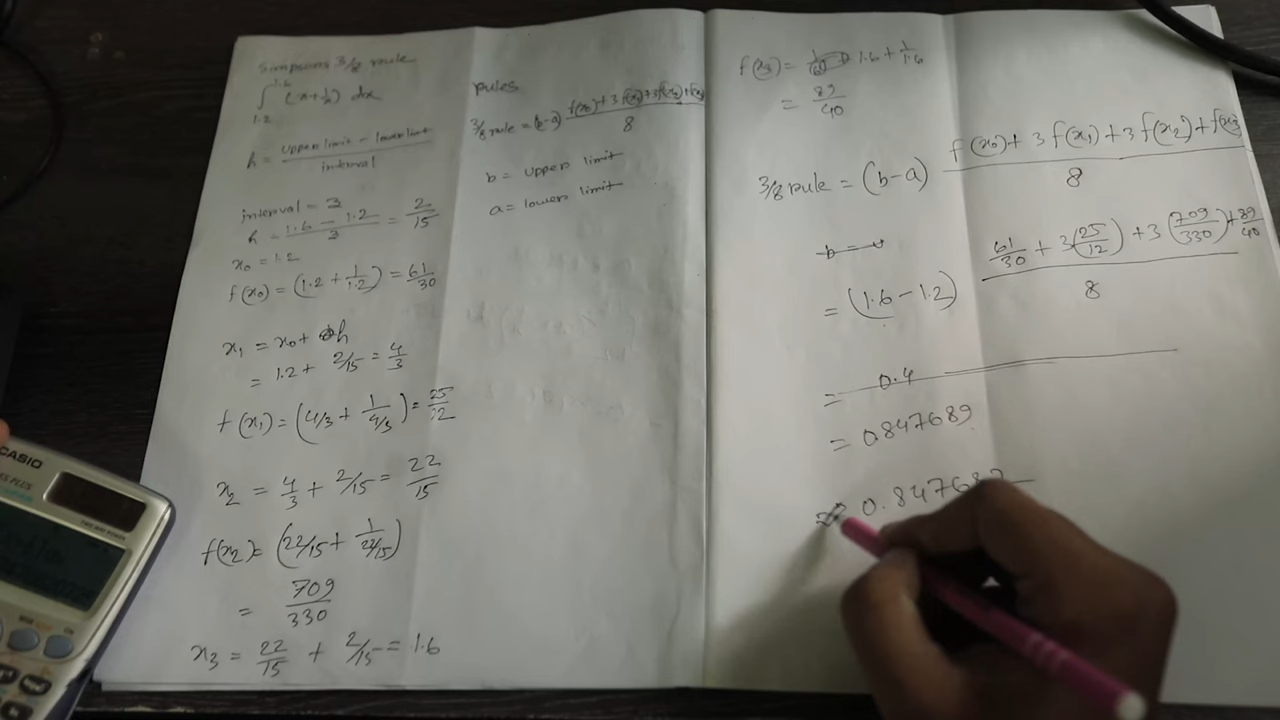 Simpsons 3/8 rule
∫ 1.6 1.2 (x+1/x) dx
h = upper limit - lower limit / interval
interval = 3
h = 1.6 - 1.2 / 3 = 2/15
x₀ = 1.2
f(x₀) = (1.2 + 1/1.2) = 61/30
x₁ = x₀ + h
= 1.2 + 2/15 = 4/3
f(x₁) = (4/3 + 1/4/3) = 25/12
x₂ = 4/3 + 2/15 = 22/15
f(x₂) = (22/15 + 1/22/15)
= 709/330
x₃ = 22/15 + 2/15 = 1.6
rules
3/8 rule = (b-a) f(x₀) + 3f(x₁) + 3f(x₂) + f(x₃) / 8
b = upper limit
a = lower limit
f(x₃) = 1.6 + 1/1.6
= 89/40
3/8 rule = (b-a) f(x₀) + 3f(x₁) + 3f(x₂) + f(x₃ / 8
= (1.6 - 1.2) 61/30 + 3(25/12) + 3(709/330) + 89/40 / 8
= 0.4
= 0.847689
0.8476
CASIO
TWO WAY POWER